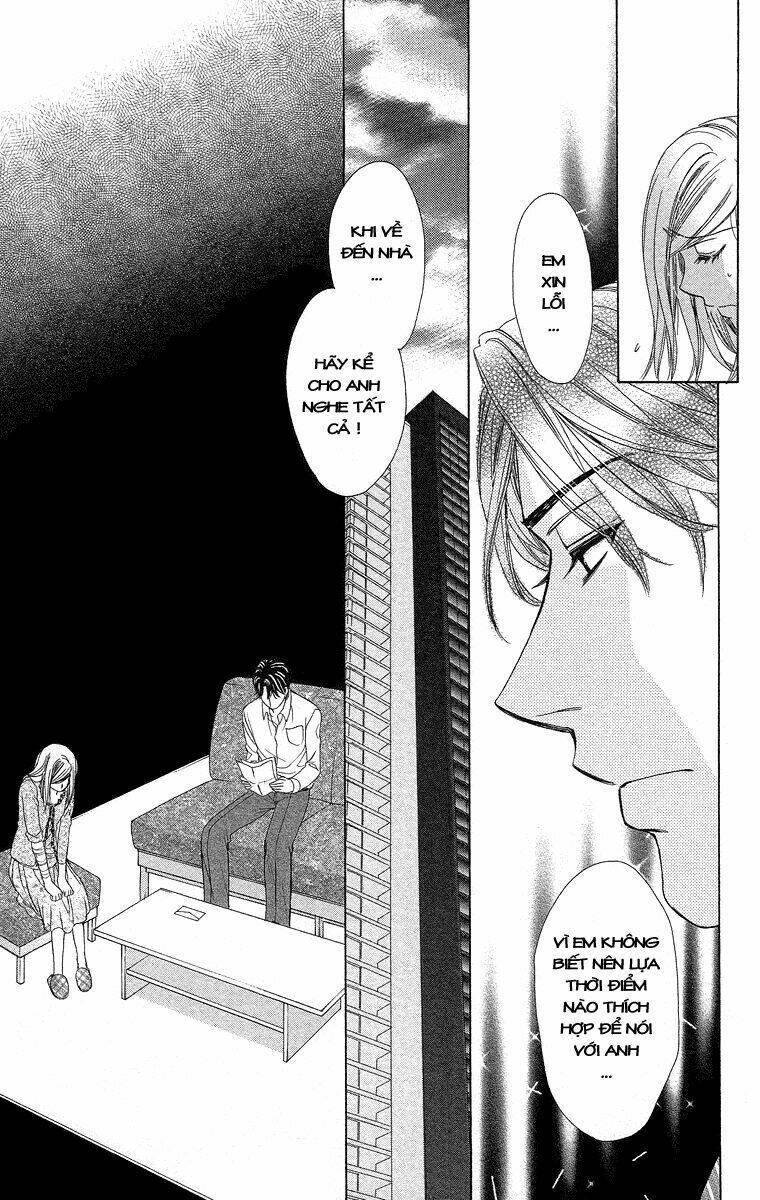 EM
XIN
LỖI
...
VÌ EM KHÔNG
BIẾT NÊN LỰA
THỜI ĐIỂM
NÀO THÍCH
HỢP ĐỂ NÓI
VỚI ANH
...
KHI VỀ
ĐẾN NHÀ
...
HÃY KỂ
CHO ANH
NGHE TẤT
CẢ !